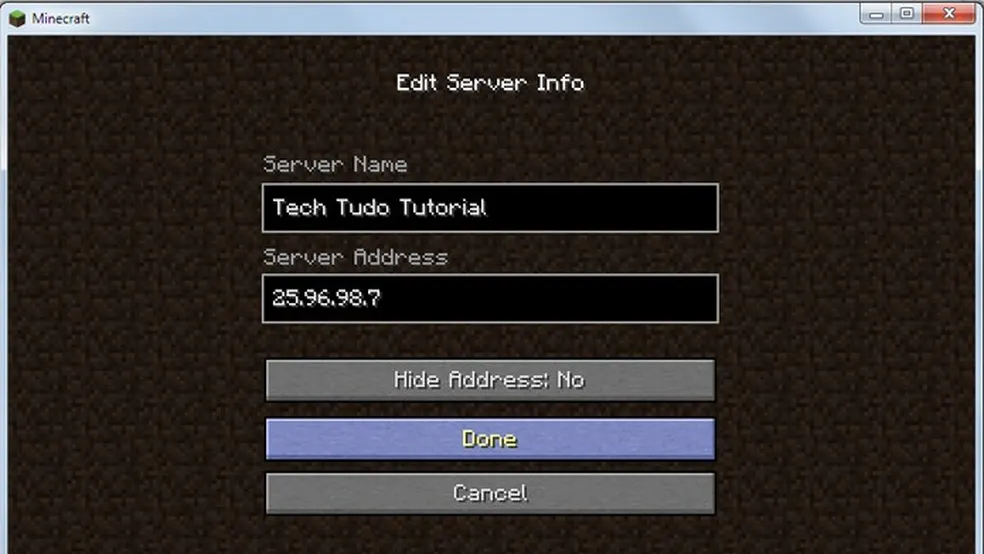 Minecraft
Edit Server Info
Server Name
Tech Tudo Tutorial
Server Address
25.96.98.7
Hide Address: No
Done
Cancel